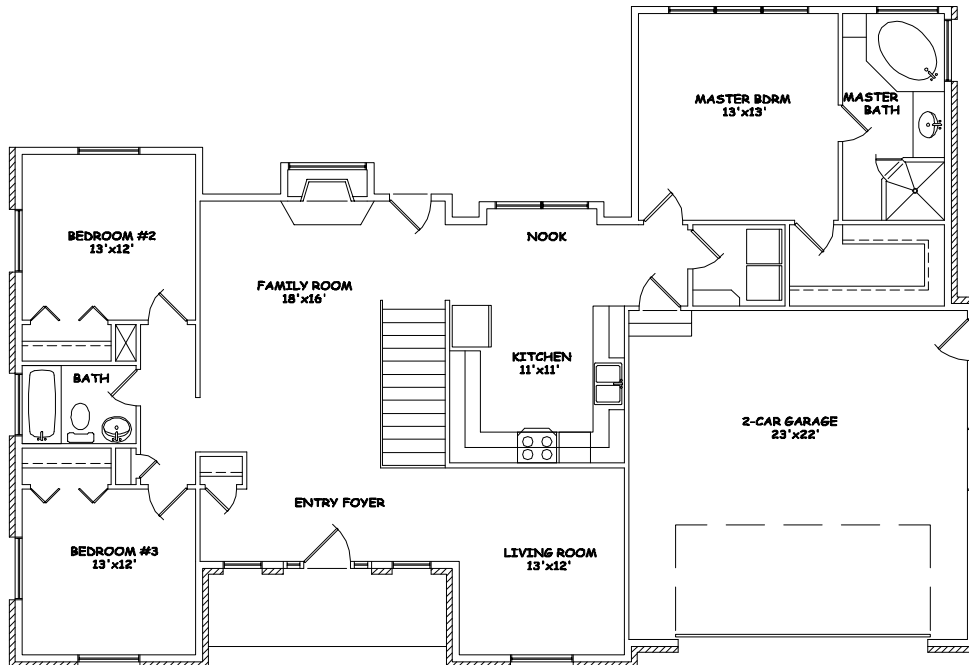 MASTER BDRM
13'x13'
MASTER
BATH
BEDROOM #2
13'x12'
NOOK
FAMILY ROOM
18'x16'
KITCHEN
11'x11'
BATH
2-CAR GARAGE
23'x22'
ENTRY FOYER
BEDROOM #3
13'x12'
LIVING ROOM
13'x12'